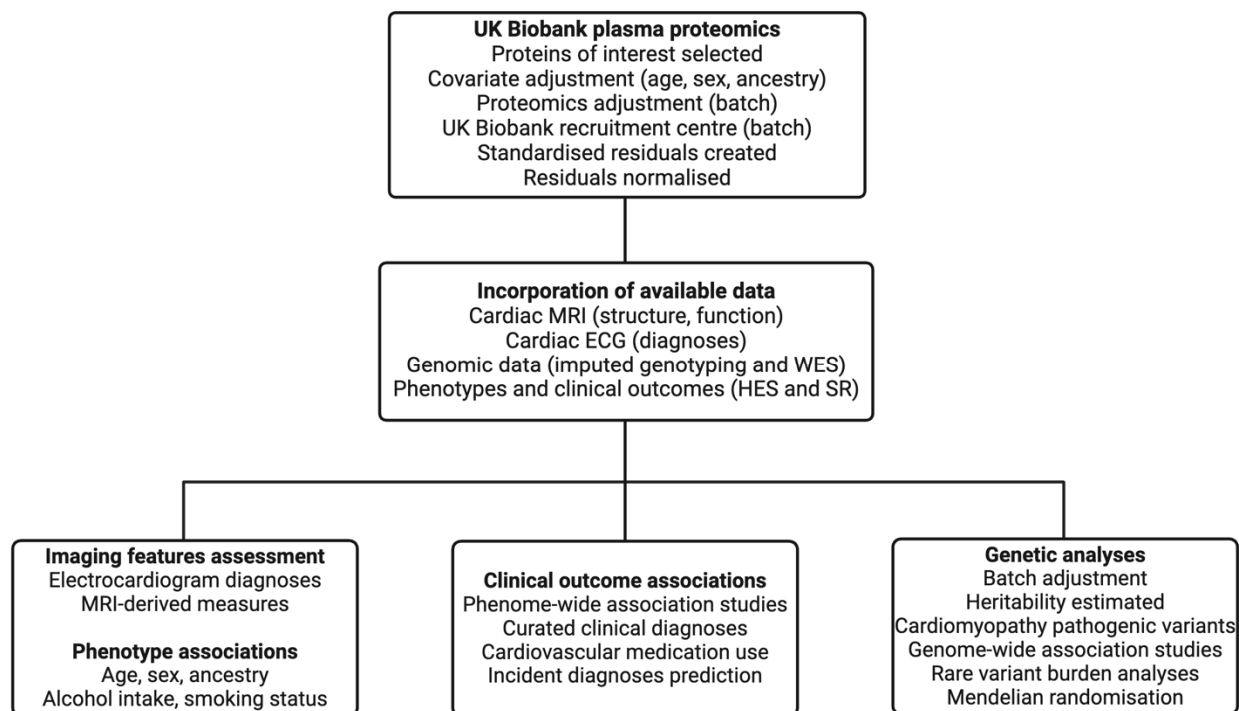 UK Biobank plasma proteomics
Proteins of interest selected
Covariate adjustment (age, sex, ancestry)
Proteomics adjustment (batch)
UK Biobank recruitment centre (batch)
Standardised residuals created
Residuals normalised
Incorporation of available data
Cardiac MRI (structure, function)
Cardiac ECG (diagnoses)
Genomic data (imputed genotyping and WES)
Phenotypes and clinical outcomes (HES and SR)
Imaging features assessment
Electrocardiogram diagnoses
MRI-derived measures
Phenotype associations
Age, sex, ancestry
Alcohol intake, smoking status
Clinical outcome associations
Phenome-wide association studies
Curated clinical diagnoses
Cardiovascular medication use
Incident diagnoses prediction
Genetic analyses
Batch adjustment
Heritability estimated
Cardiomyopathy pathogenic variants
Genome-wide association studies
Rare variant burden analyses
Mendelian randomisation